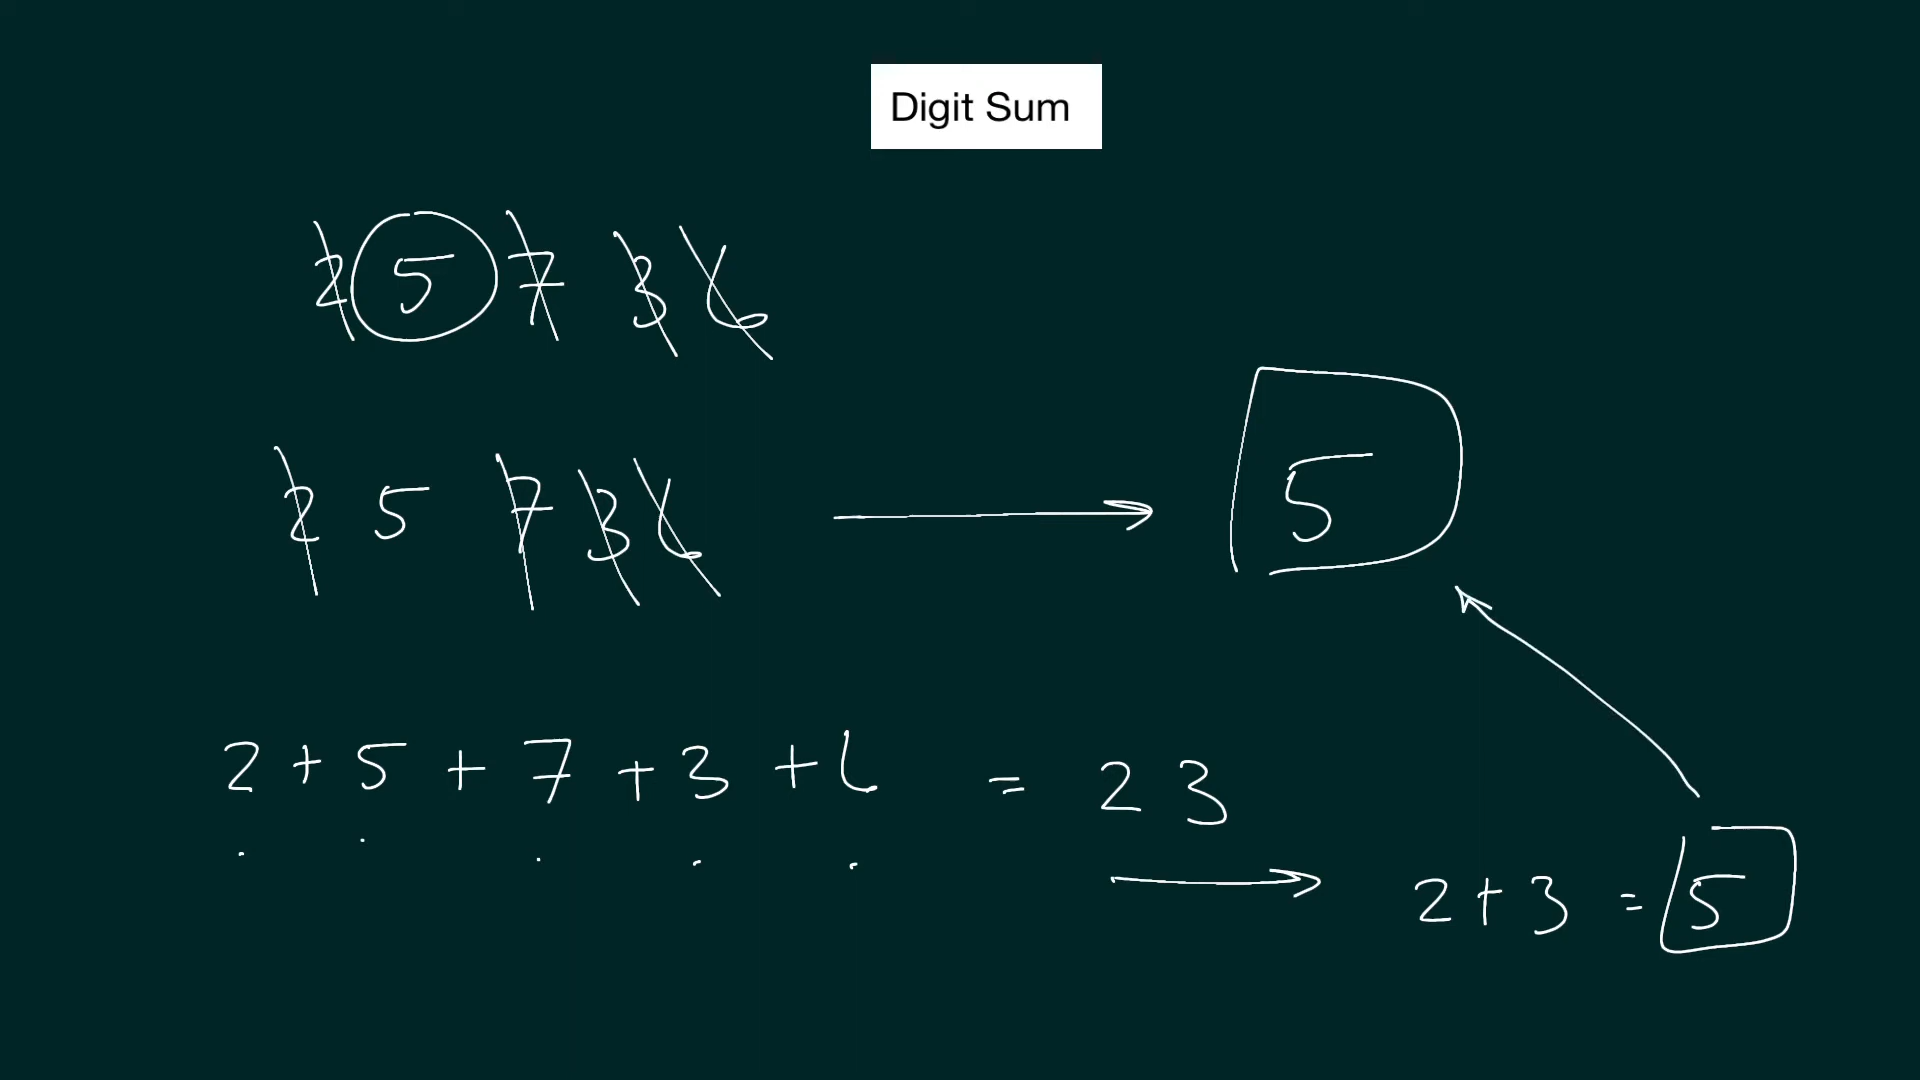 Digit Sum
2 5 7 3 6
2 5 7 3 6 → 5
2 + 5 + 7 + 3 + 6 = 23
→ 2 + 3 = 5